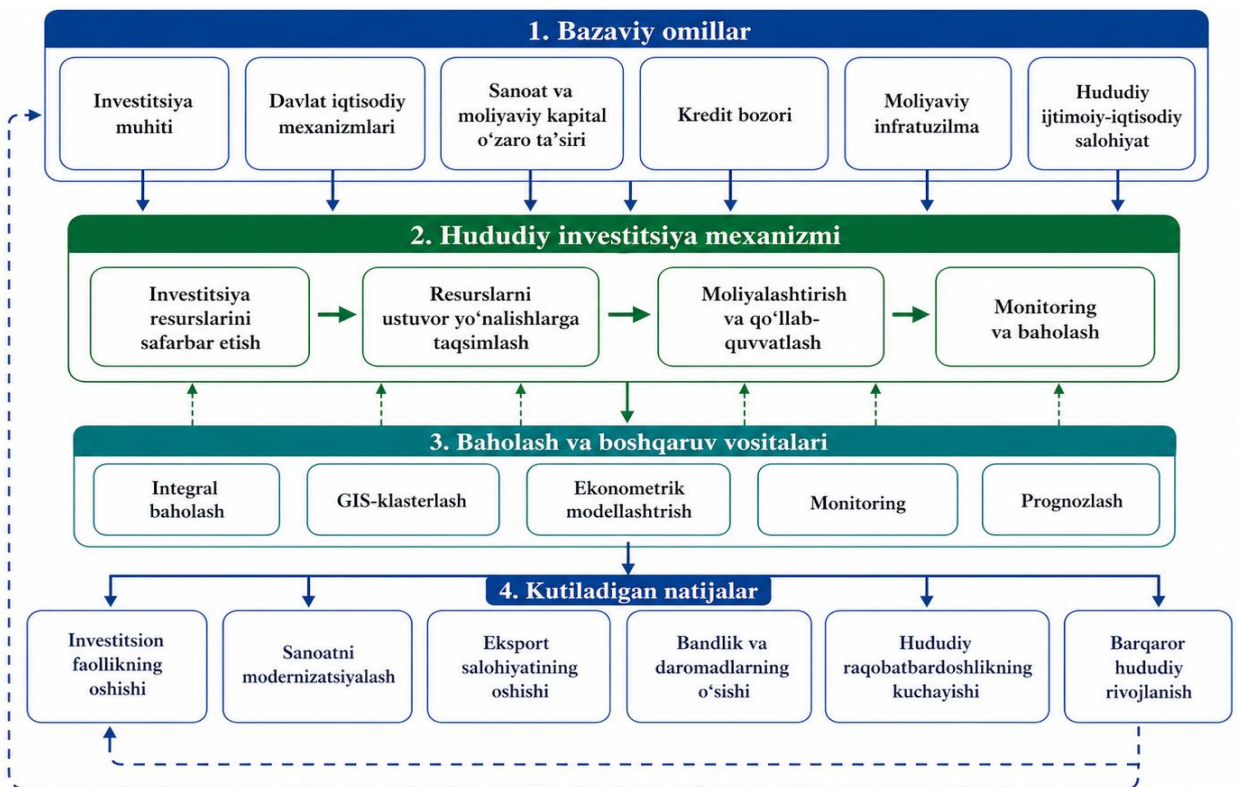 1. Bazaviy omillar
Investitsiya
muhiti
Davlat iqtisodiy
mexanizmlari
Sanoat va
moliyaviy kapital
o‘zaro ta’siri
Kredit bozori
Moliyaviy
infratuzilma
Hududiy
ijtimoiy-iqtisodiy
salohiyat
2. Hududiy investitsiya mexanizmi
Investitsiya
resurslarini
safarbar etish
Resurslarni
ustuvor yo‘nalishlarga
taqsimlash
Moliyalashtirish
va qo‘llab-
quvvatlash
Monitoring
va baholash
3. Baholash va boshqaruv vositalari
Integral
baholash
GIS-klasterlash
Ekonometrik
modellashtrish
Monitoring
Prognozlash
4. Kutiladigan natijalar
Investitsion
faollikning
oshishi
Sanoatni
modernizatsiyalash
Eksport
salohiyatining
oshishi
Bandlik va
daromadlarning
o‘sishi
Hududiy
raqobatbardoshlikning
kuchayishi
Barqaror
hududiy
rivojlanish